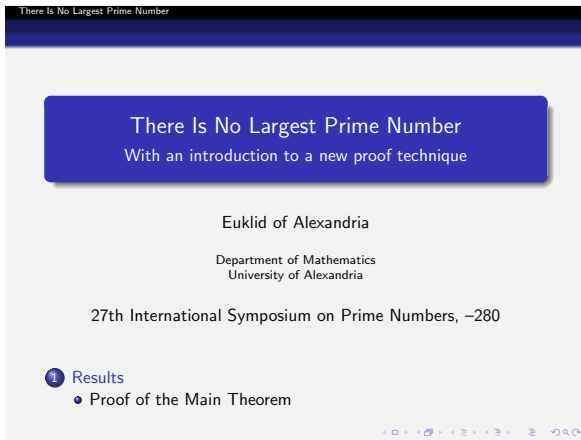 There Is No Largest Prime Number
There Is No Largest Prime Number
With an introduction to a new proof technique
Euklid of Alexandria
Department of Mathematics
University of Alexandria
27th International Symposium on Prime Numbers, –280
1 Results
Proof of the Main Theorem